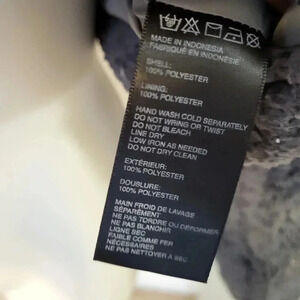 MADE IN INDONESIA
FABRIQUÉ EN INDONÉSIE
SHELL:
100% POLYESTER
LINING:
100% POLYESTER
HAND WASH COLD SEPARATELY
DO NOT WRING OR TWIST
DO NOT BLEACH
LINE DRY
LOW IRON AS NEEDED
DO NOT DRY CLEAN
EXTÉRIEUR:
100% POLYESTER
DOUBLURE:
100% POLYESTER
MAIN FROID DE LAVAGE
SÉPARÉMENT
NE PAS TORDRE OU DÉFORMER
NE PAS BLANCHIR
LIGNE SEC
FAIBLE COMME FER
NÉCESSAIRES
NE PAS NETTOYER À SEC